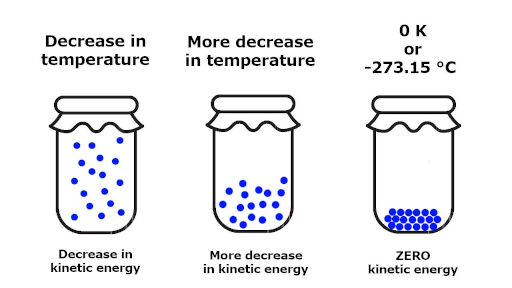 Decrease in
temperature
More decrease
in temperature
0 K
or
-273.15 °C
Decrease in
kinetic energy
More decrease
in kinetic energy
ZERO
kinetic energy